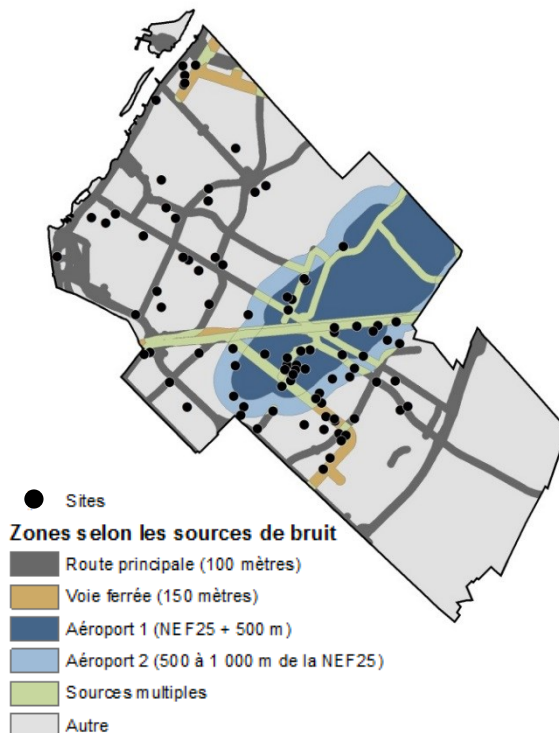 Sites
Zones selon les sources de bruit
Route principale (100 mètres)
Voie ferrée (150 mètres)
Aéroport 1 (NEF25 + 500 m)
Aéroport 2 (500 à 1 000 m de la NEF25)
Sources multiples
Autre